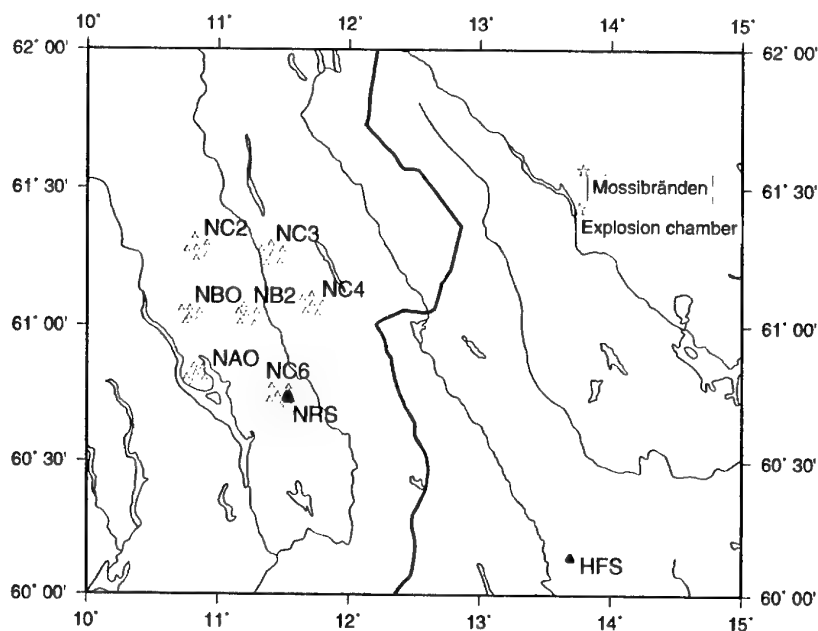 10˚ 11˚ 12˚ 13˚ 14˚ 15˚
62˚ 00' 62˚ 00'
61˚ 30' 61˚ 30'
Mossibränden
Explosion chamber
NC2 NC3
NBO NB2 NC4
61˚ 00' 61˚ 00'
NAO NC6
NRS
60˚ 30' 60˚ 30'
HFS
60˚ 00' 60˚ 00'
10˚ 11˚ 12˚ 13˚ 14˚ 15˚